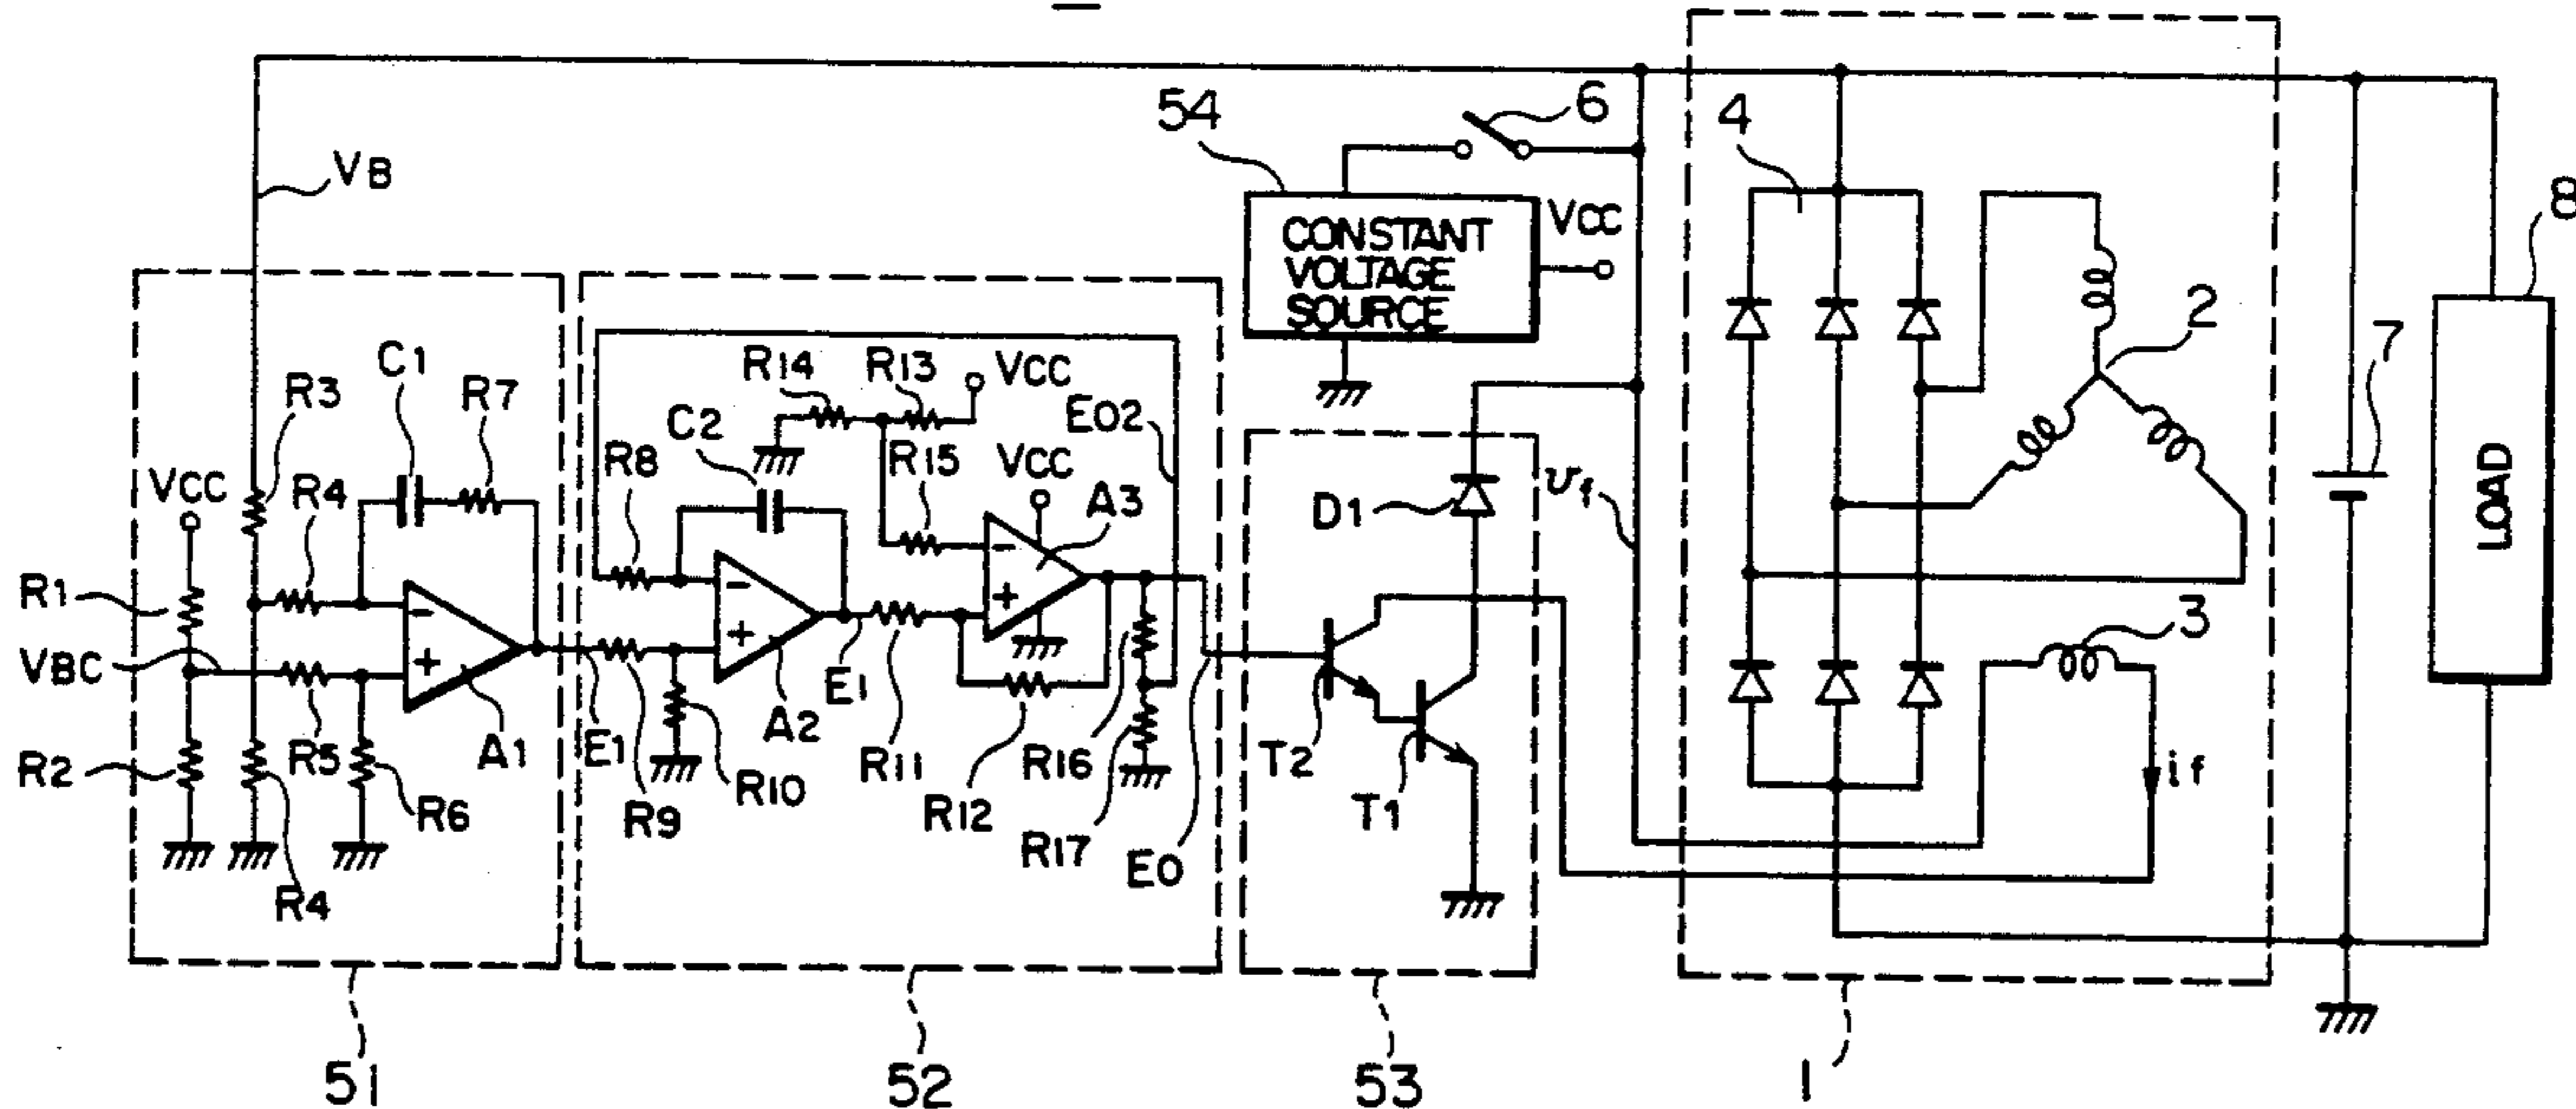 54
6
4
VB
CONSTANT
VOLTAGE
SOURCE
VCC
8
2
7
LOAD
C1
R3
R7
R14
R13
VCC
E02
C2
R8
R15
VCC
A3
VCC
R4
D1
vf
R1
VBC
R2
R5
R6
A1
E1
R9
R10
A2
E1
R11
R12
R16
R17
E0
T2
T1
3
if
R4
51
52
53
1